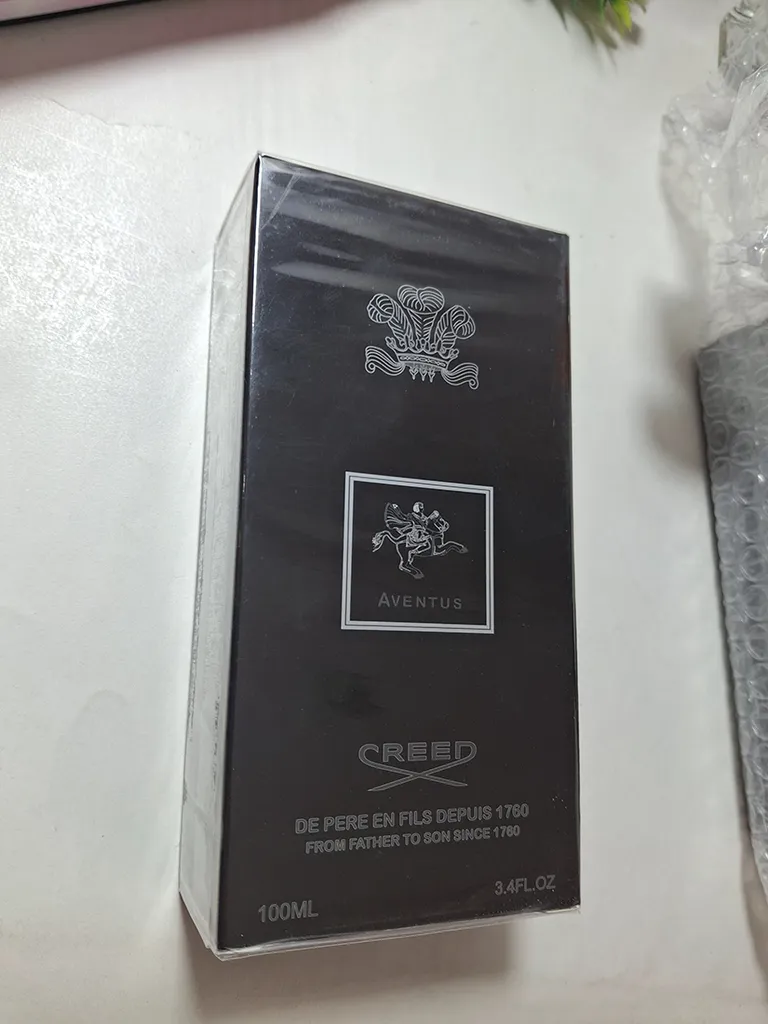 AVENTUS
CREED
DE PERE EN FILS DEPUIS 1760
FROM FATHER TO SON SINCE 1760
3.4FL.OZ
100ML